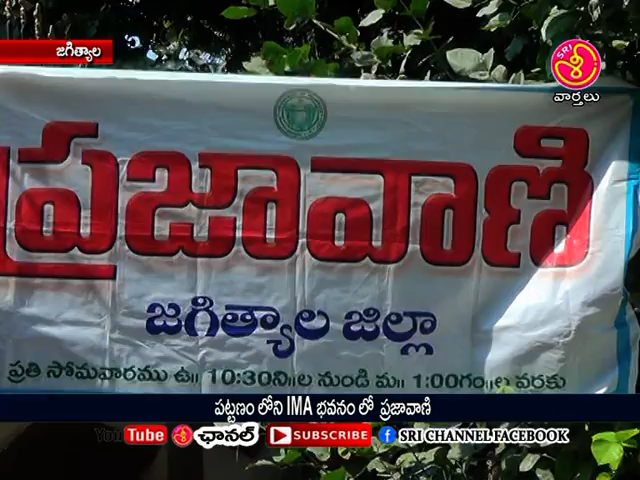 జగిత్యాల
SRI
శ్రీ
వార్తలు
ప్రజావాణి
జగిత్యాల జిల్లా
ప్రతి సోమవారము ఉ॥ 10:30ని॥ల నుండి మ॥ 1:00గం॥ల వరకు
పట్టణం లోని IMA భవనం లో ప్రజావాణి
YouTube శ్రీ ఛానల్ SUBSCRIBE f SRI CHANNEL FACEBOOK